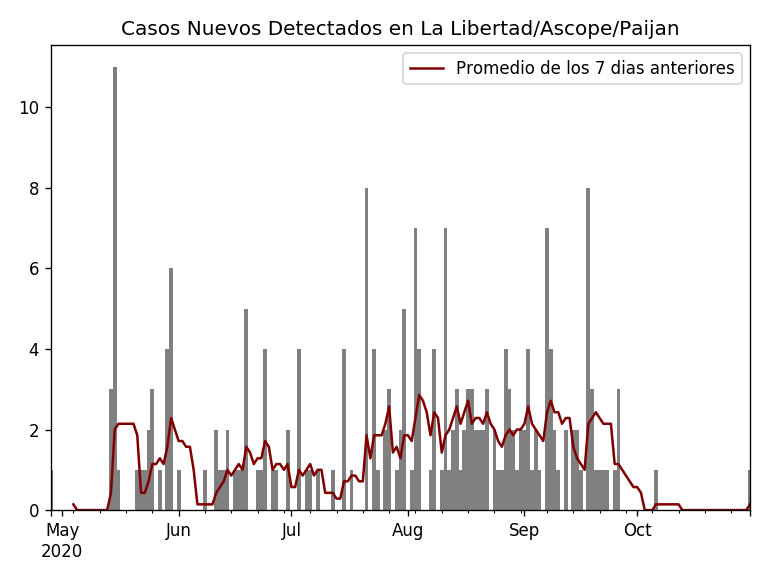 Casos Nuevos Detectados en La Libertad/Ascope/Paijan
Promedio de los 7 dias anteriores
10
8
6
4
2
0
May Jun Jul Aug Sep Oct
2020